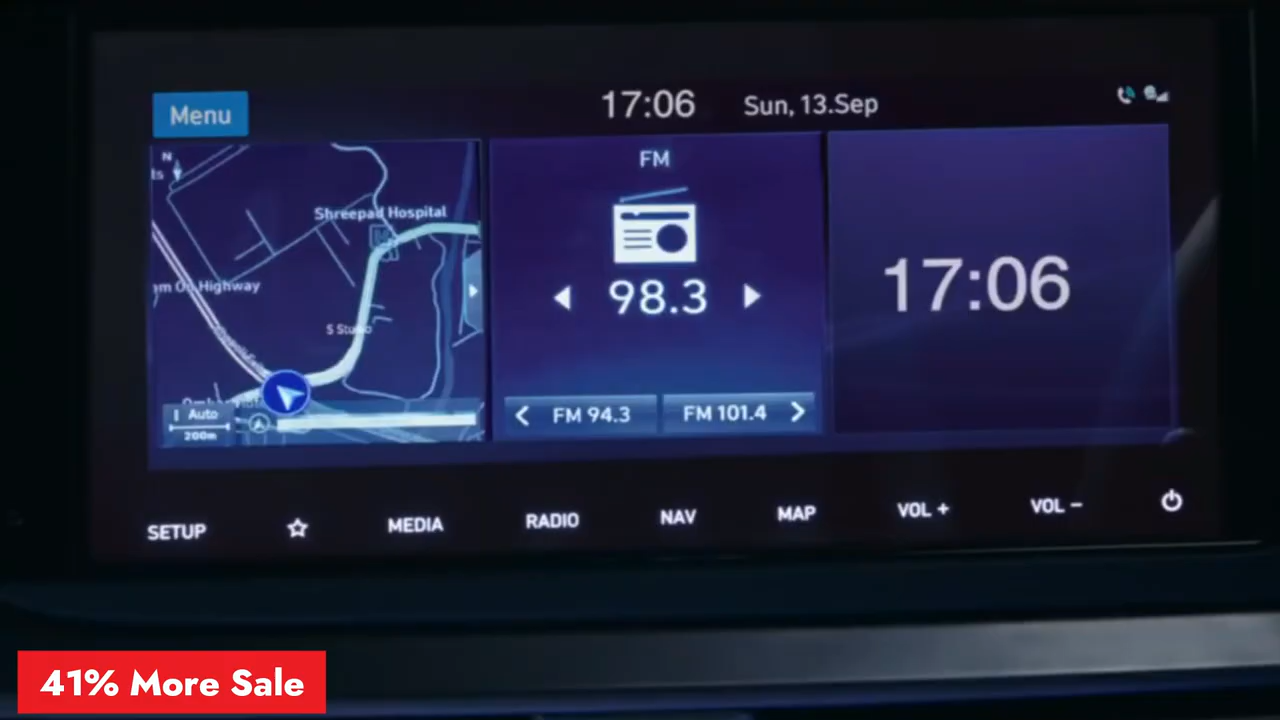 Menu
17:06
Sun, 13.Sep
N
ls
Shreepad Hospital
Highway
S Studio
Auto
200m
FM
98.3
FM 94.3
FM 101.4
17:06
SETUP
MEDIA
RADIO
NAV
MAP
VOL +
VOL -
41% More Sale